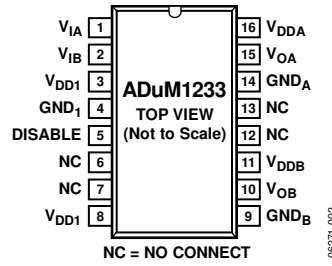 VIA 1
VIB 2
VDD1 3
GND1 4
DISABLE 5
NC 6
NC 7
VDD1 8
ADuM1233
TOP VIEW
(Not to Scale)
16 VDDA
15 VOA
14 GNDA
13 NC
12 NC
11 VDDB
10 VOB
9 GNDB
NC = NO CONNECT
06271-002